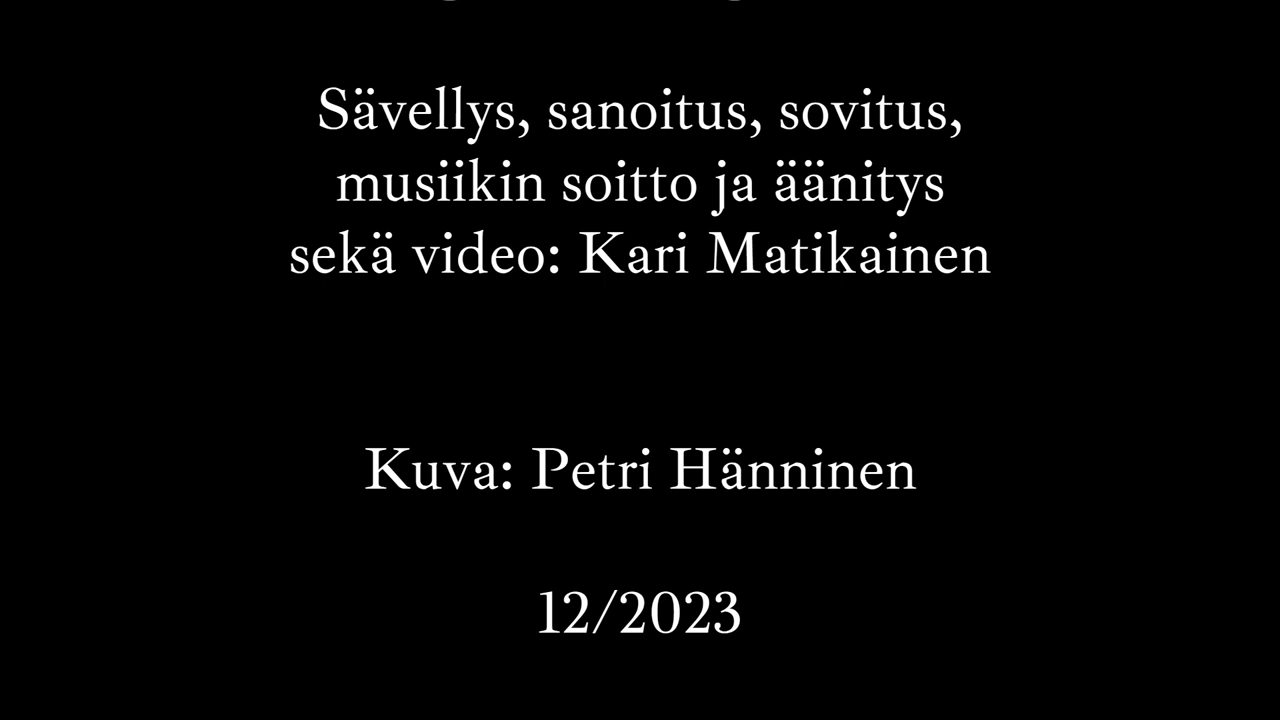 Sävellys, sanoitus, sovitus,
musiikin soitto ja äänitys
sekä video: Kari Matikainen
Kuva: Petri Hänninen
12/2023